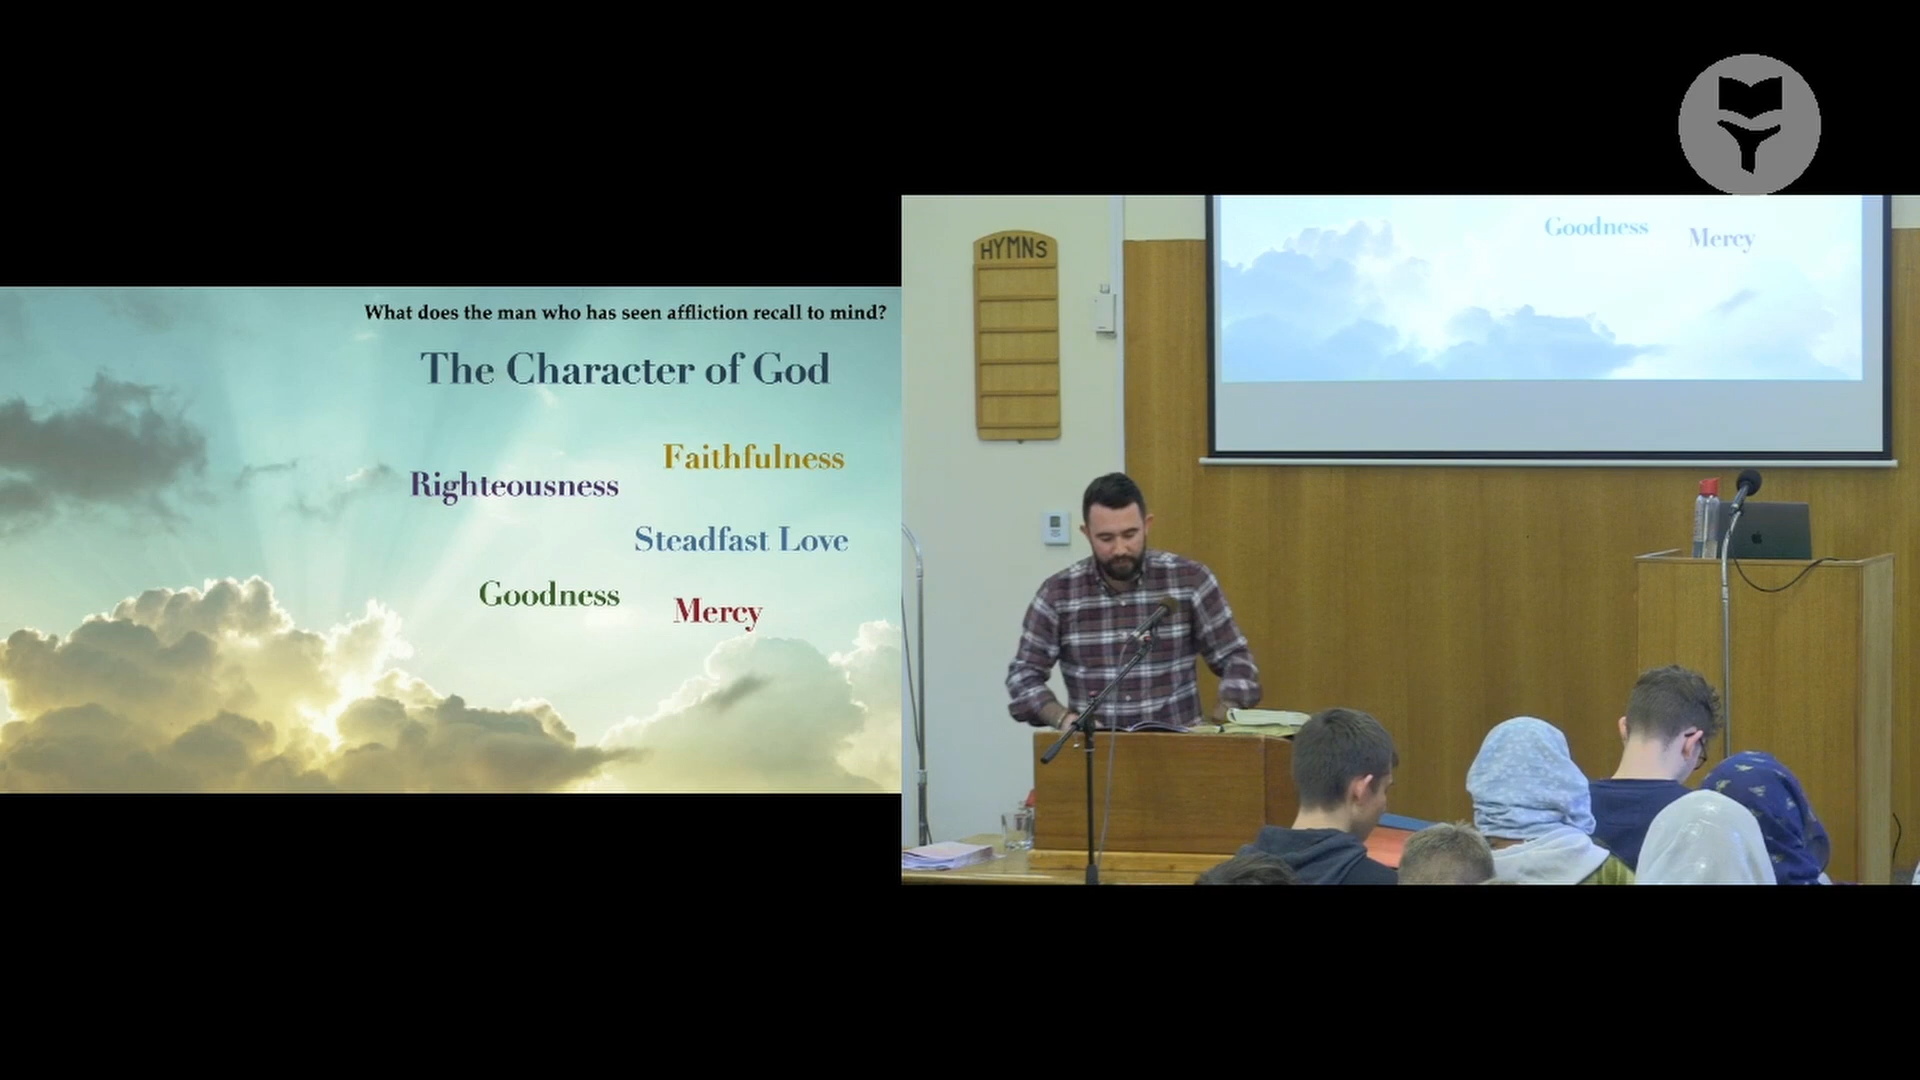 What does the man who has seen affliction recall to mind?
The Character of God
Faithfulness
Righteousness
Steadfast Love
Goodness
Mercy
HYMNS
Goodness
Mercy